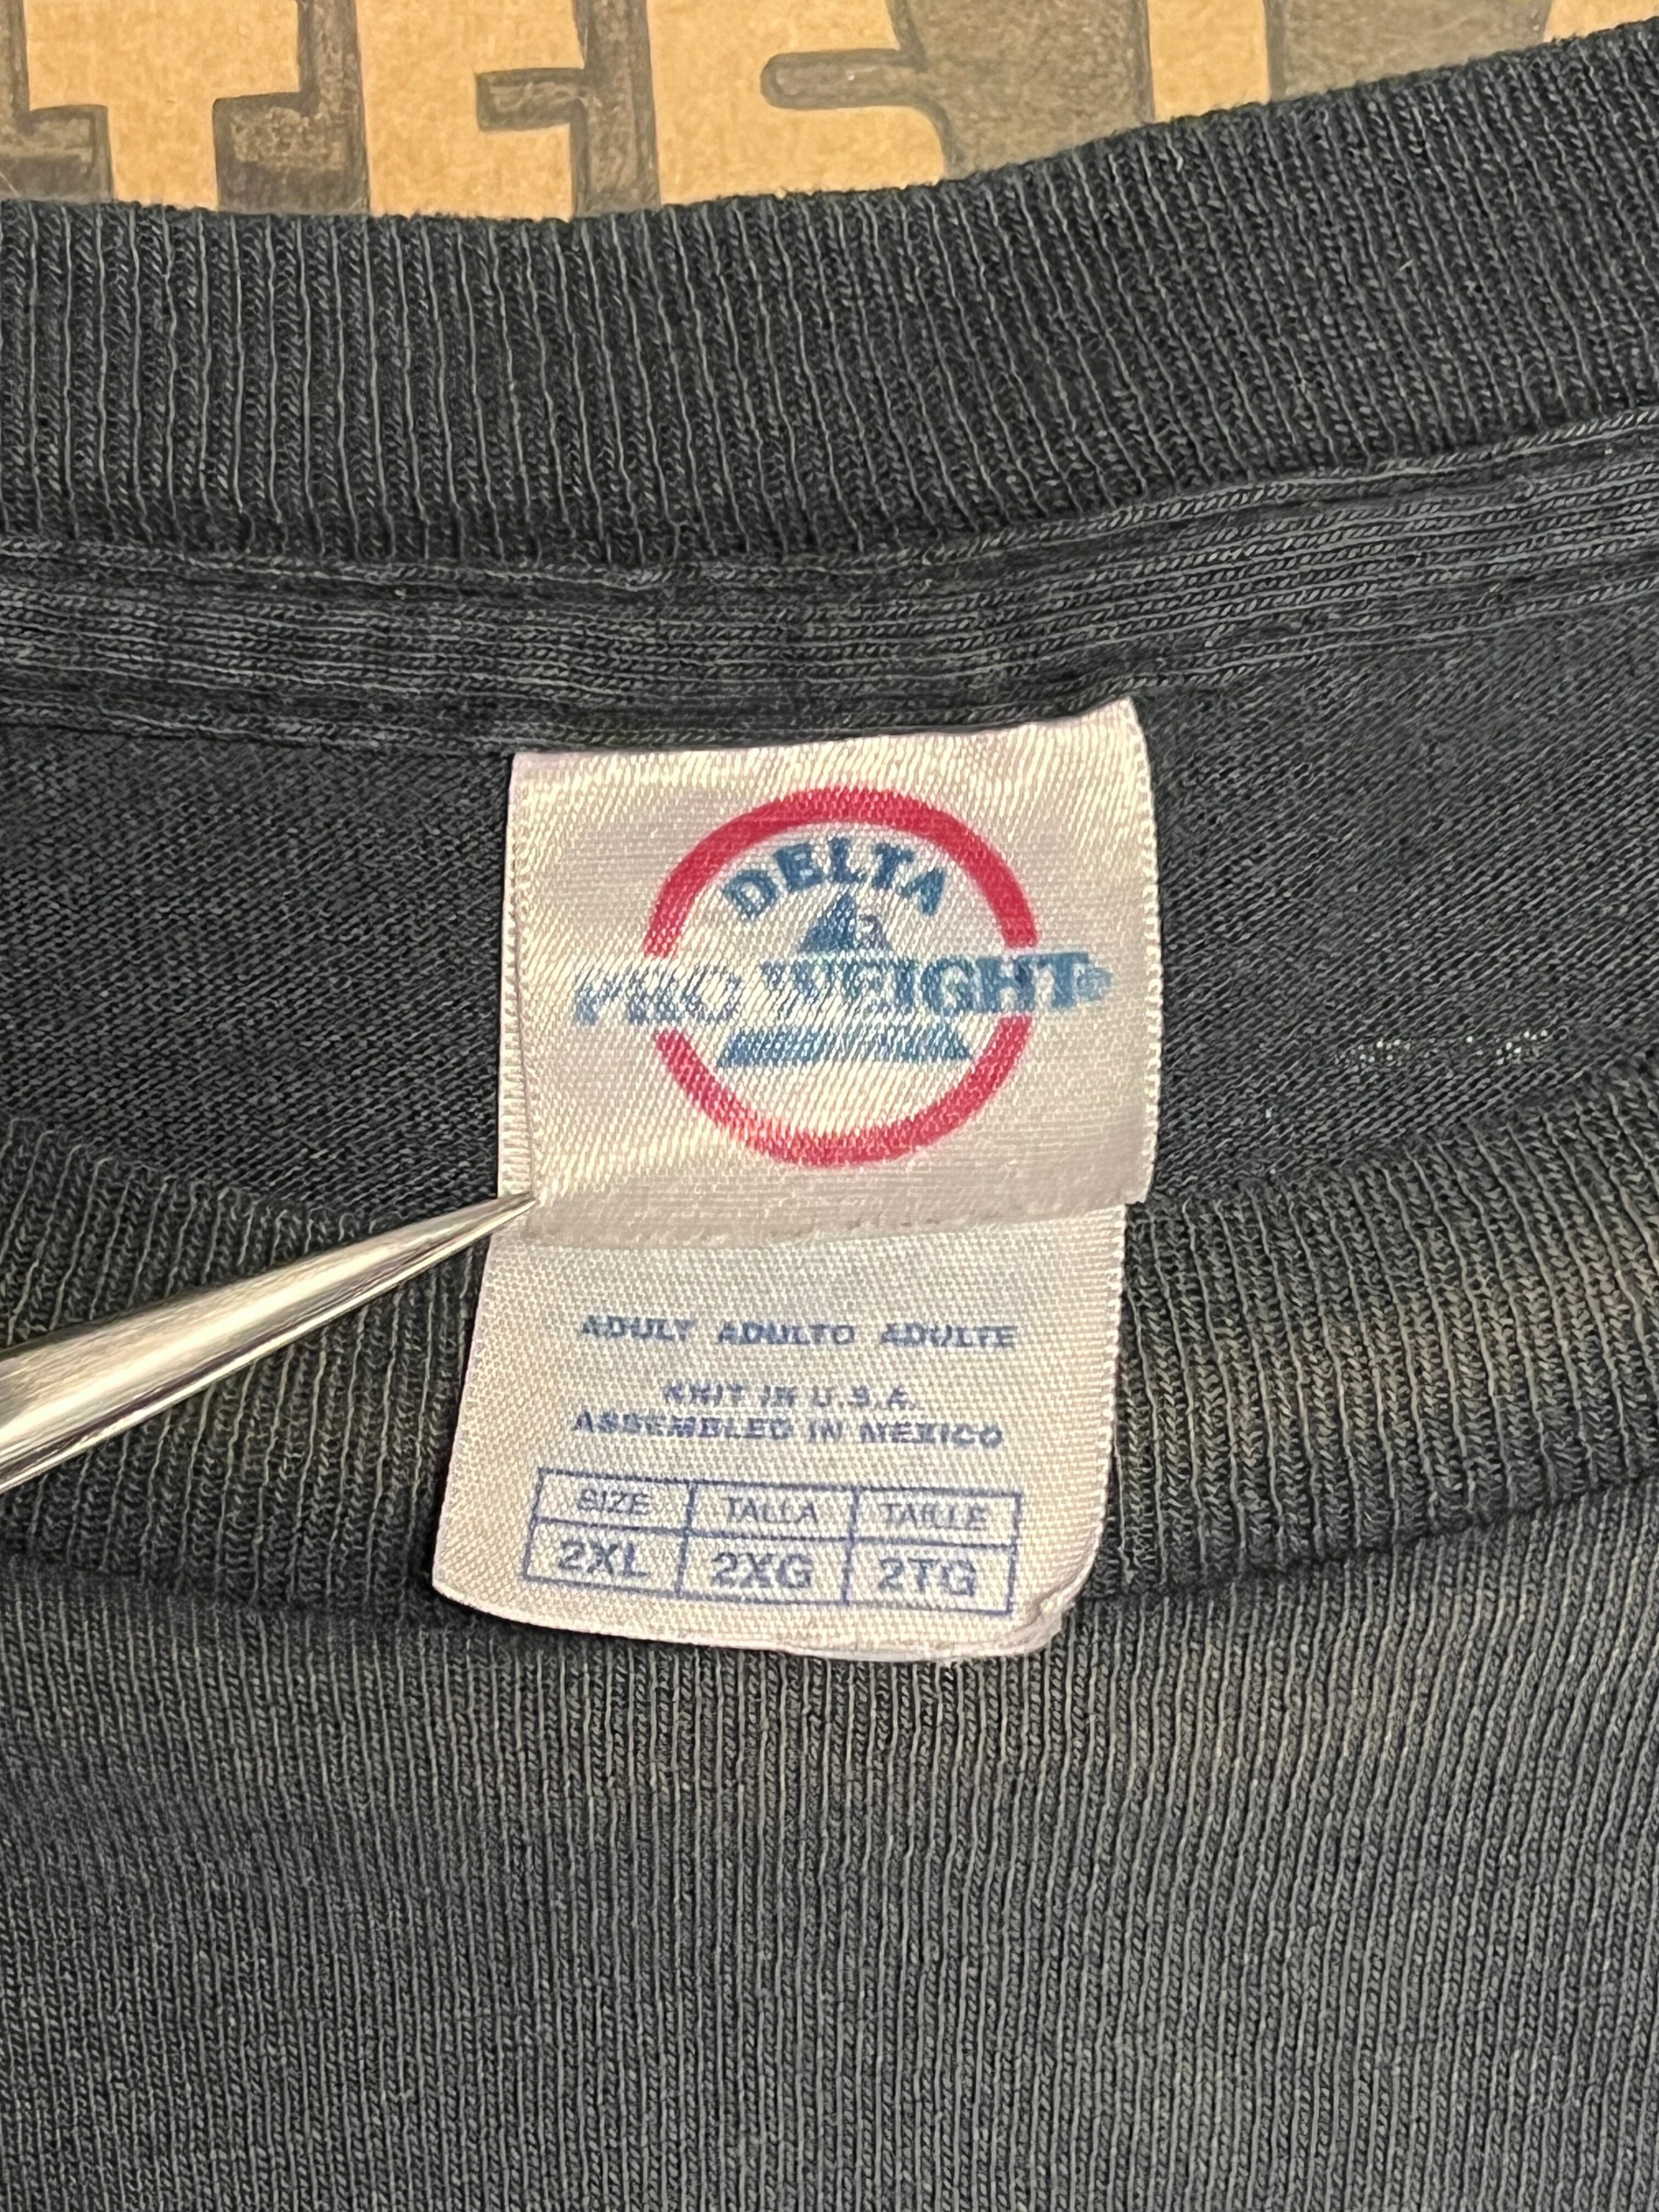 DELTA
PRO WEIGHT®
ADULT ADULTO ADULTE
KNIT IN U.S.A.
ASSEMBLED IN MEXICO
SIZE TALLA TAILLE
2XL 2XG 2TG